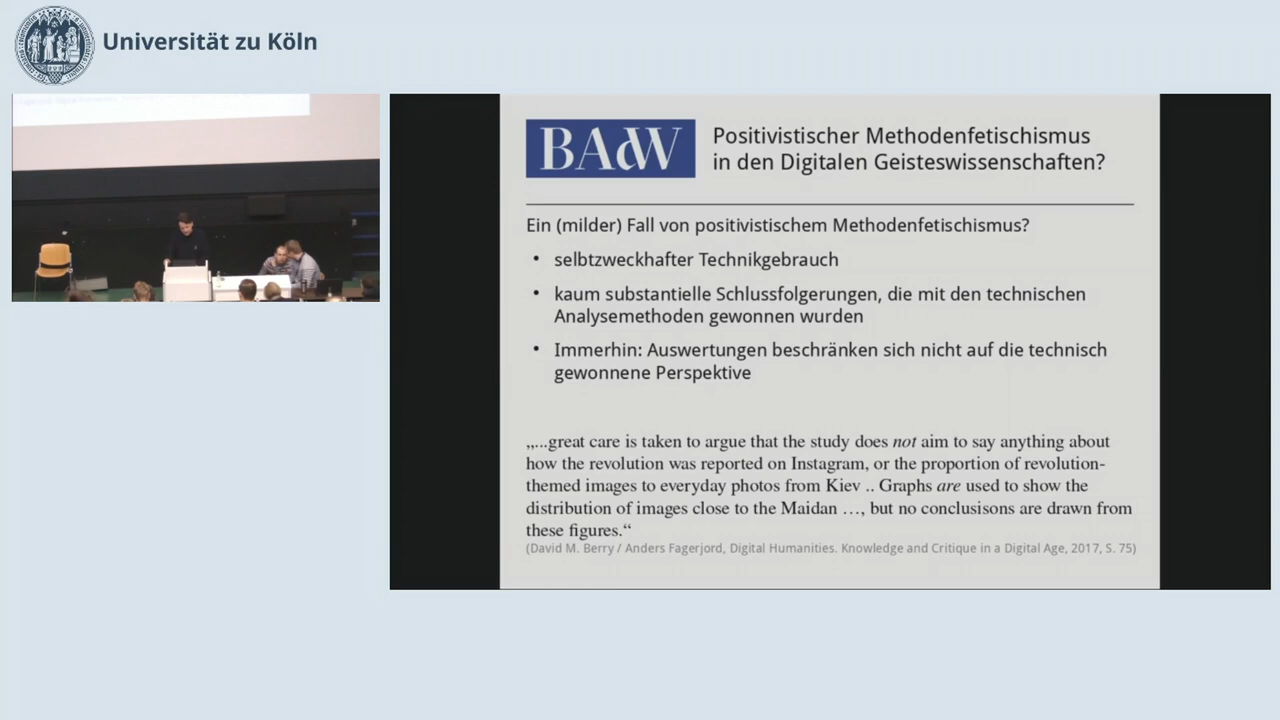 Universität zu Köln
BAdW
Positivistischer Methodenfetischismus
in den Digitalen Geisteswissenschaften?
Ein (milder) Fall von positivistischem Methodenfetischismus?
• selbtzweckhafter Technikgebrauch
• kaum substantielle Schlussfolgerungen, die mit den technischen
Analysemethoden gewonnen wurden
• Immerhin: Auswertungen beschränken sich nicht auf die technisch
gewonnene Perspektive
„...great care is taken to argue that the study does not aim to say anything about
how the revolution was reported on Instagram, or the proportion of revolution-
themed images to everyday photos from Kiev .. Graphs are used to show the
distribution of images close to the Maidan …, but no conclusisons are drawn from
these figures.“
(David M. Berry / Anders Fagerjord, Digital Humanities. Knowledge and Critique in a Digital Age, 2017, S. 75)